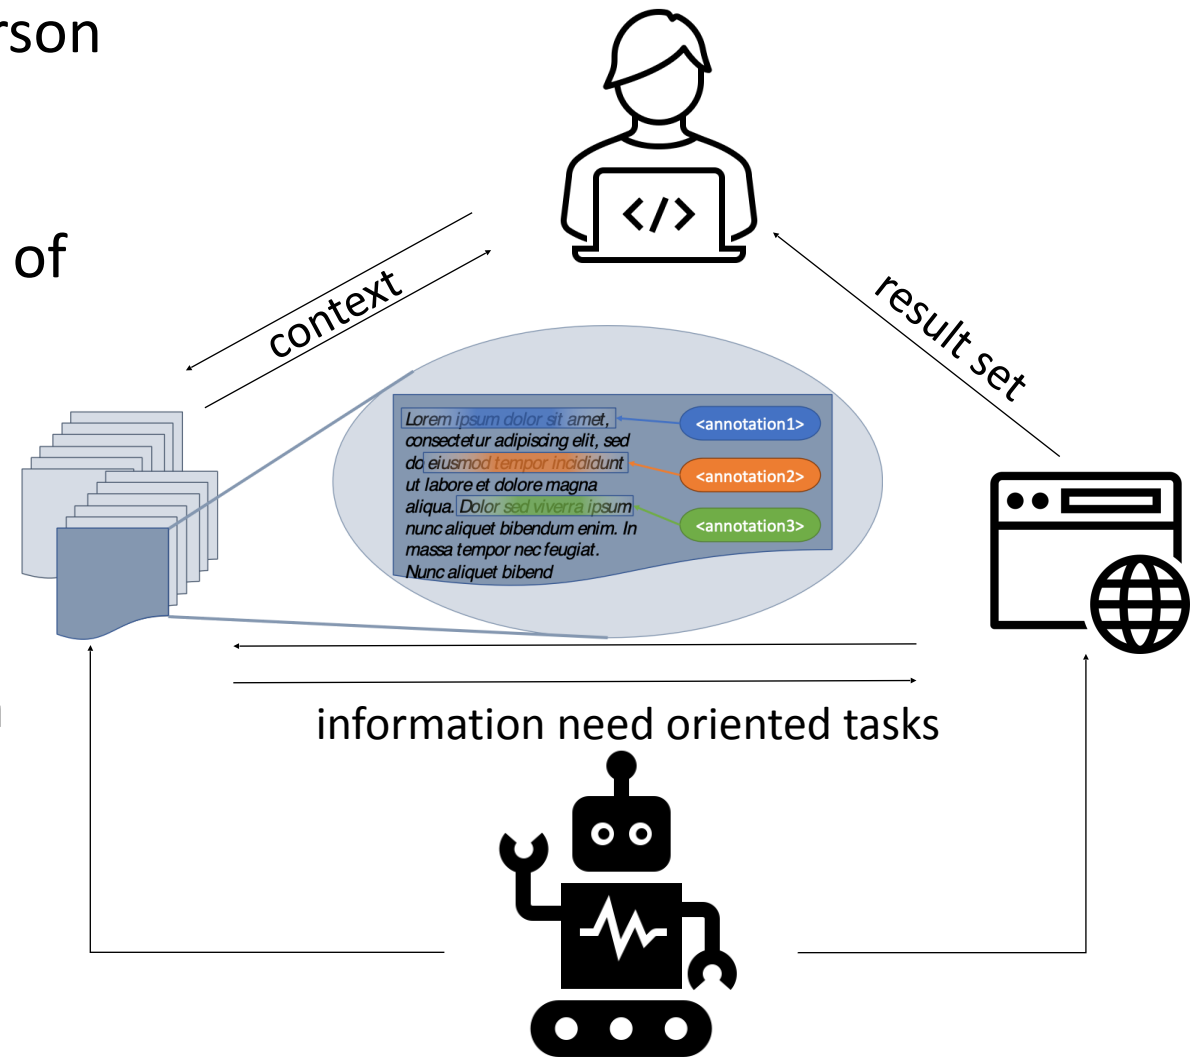 rson
</>
of
context
result set
Lorem ipsum dolor sit amet,
consectetur adipiscing elit, sed
do eiusmod tempor incididunt
ut labore et dolore magna
aliqua. Dolor sed viverra ipsum
nunc aliquet bibendum enim. In
massa tempor nec feugiat.
Nunc aliquet bibend
<annotation1>
<annotation2>
<annotation3>
information need oriented tasks